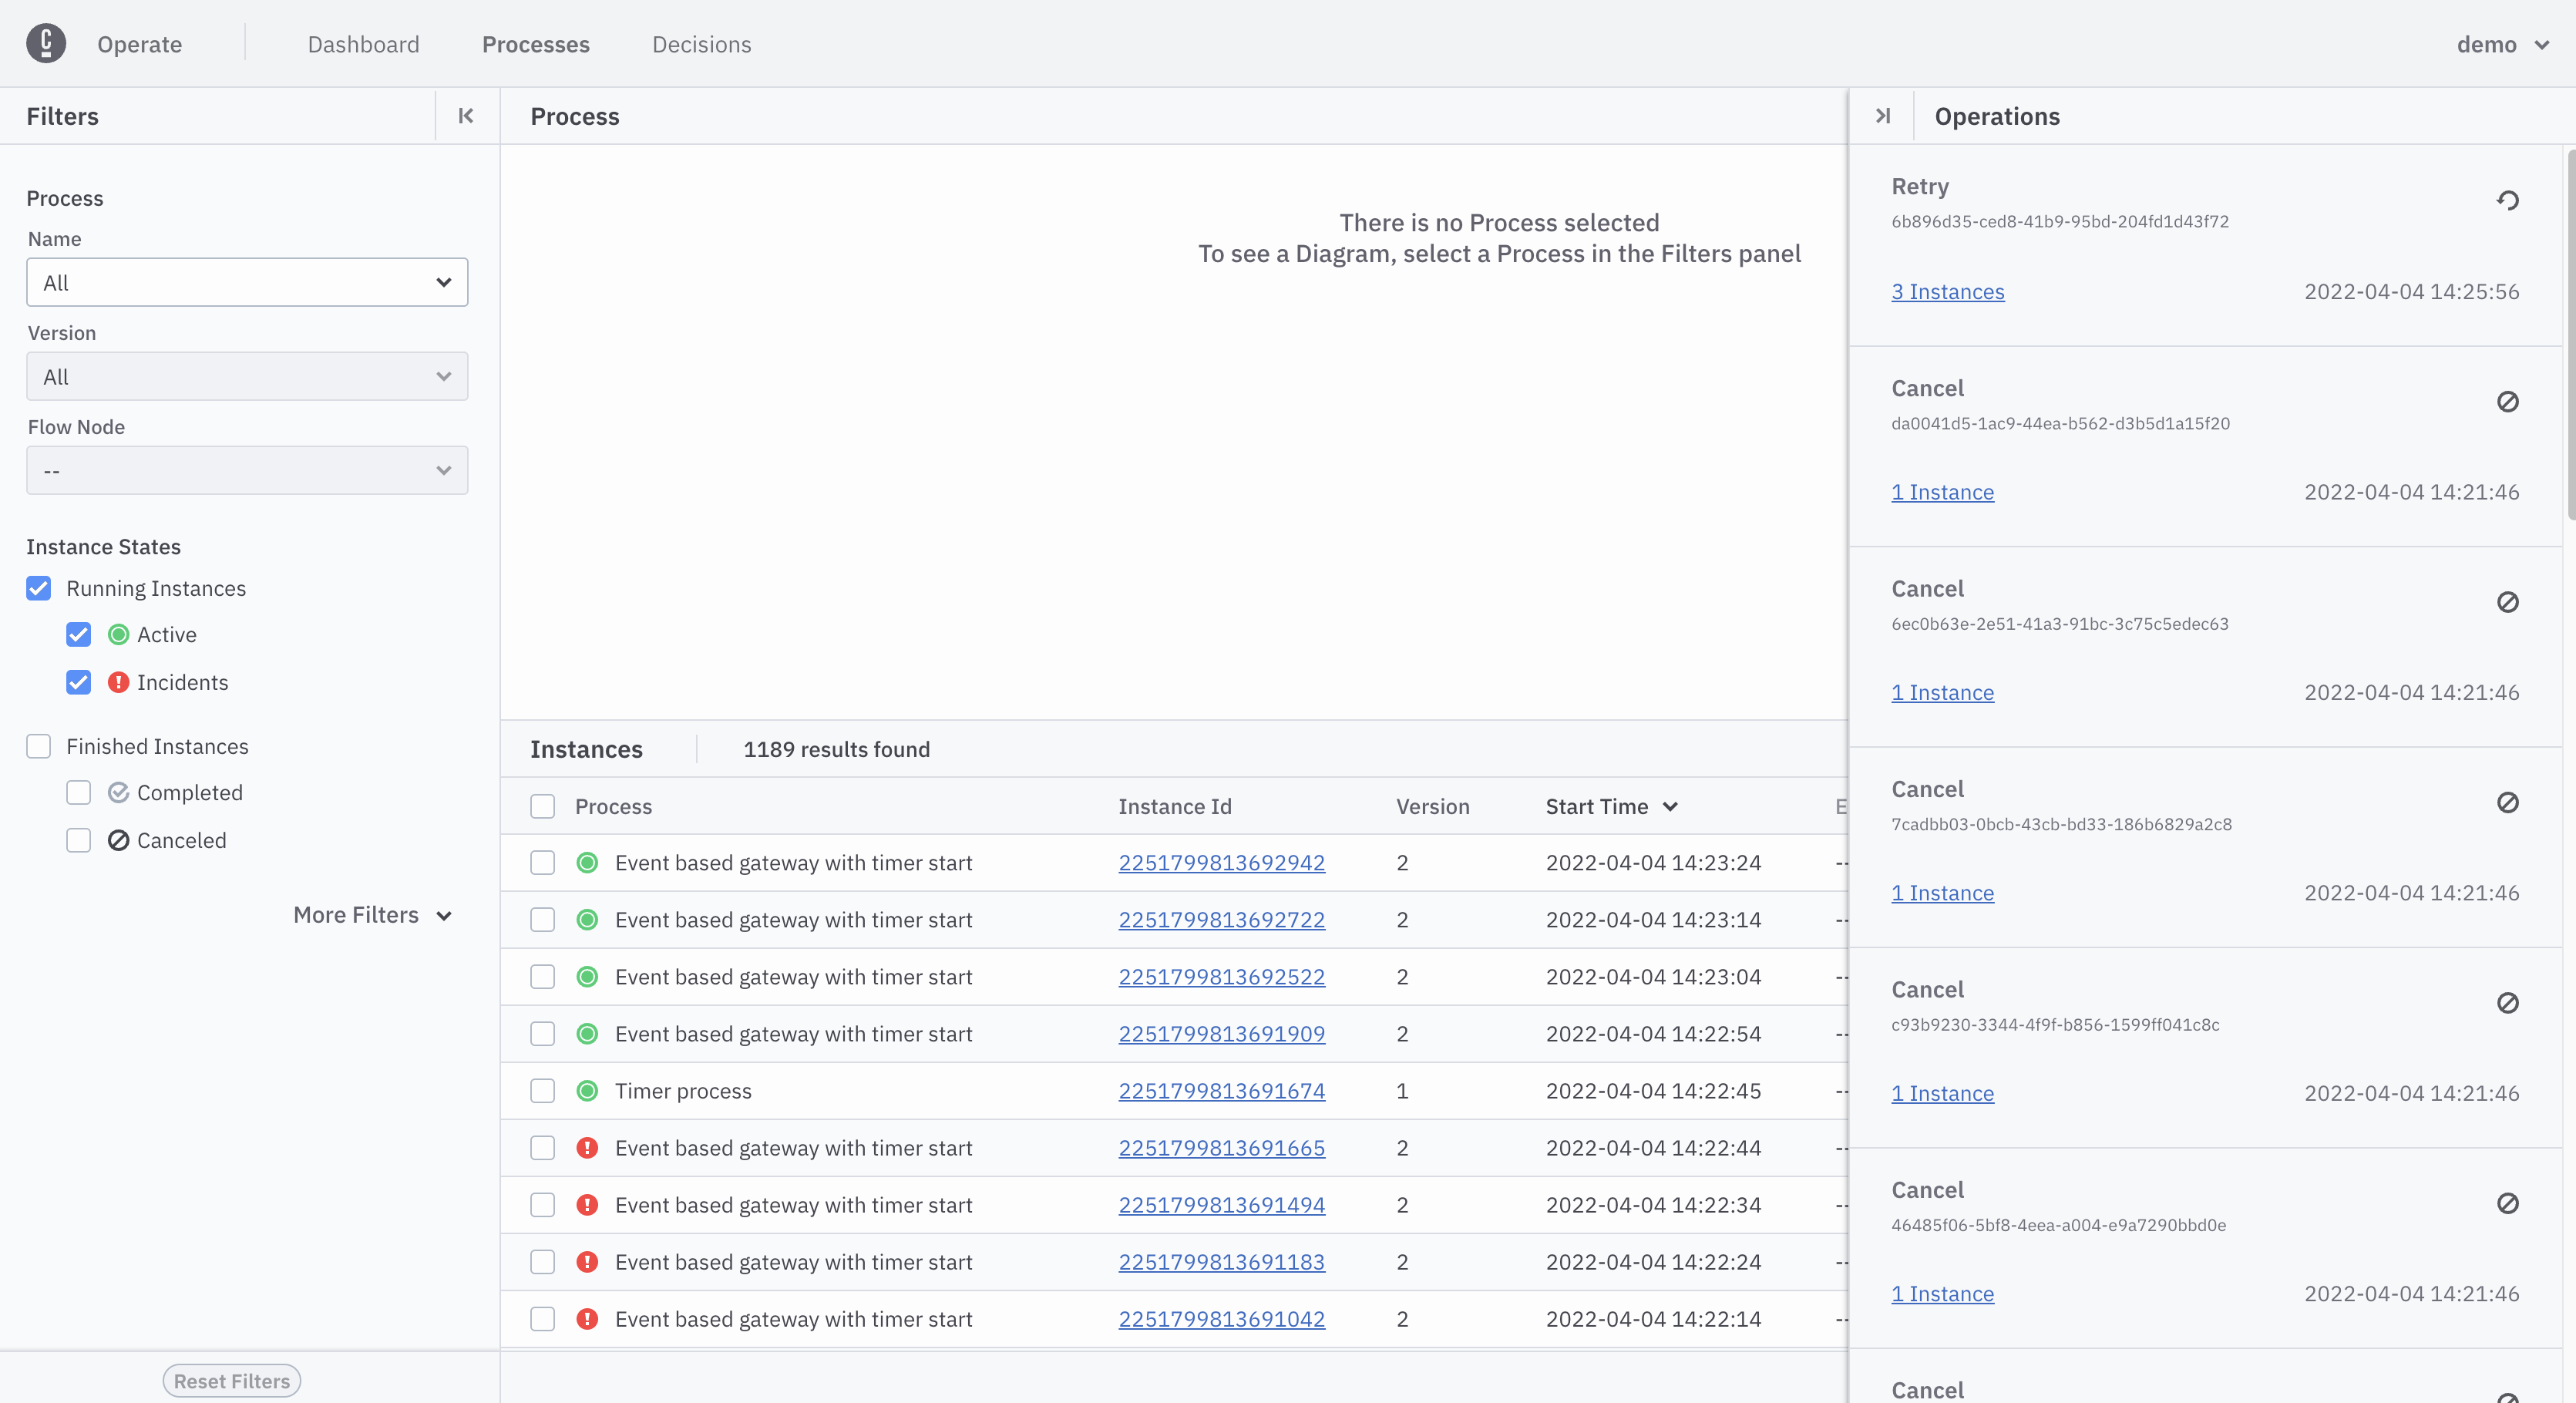 Operate
Dashboard
Processes
Decisions
demo
Filters
Process
Name
All
Version
All
Flow Node
--
Instance States
Running Instances
Active
Incidents
Finished Instances
Completed
Canceled
More Filters
Reset Filters
Process
There is no Process selected
To see a Diagram, select a Process in the Filters panel
Instances 1189 results found
Process Instance Id Version Start Time E
Event based gateway with timer start 2251799813692942 2 2022-04-04 14:23:24 --
Event based gateway with timer start 2251799813692722 2 2022-04-04 14:23:14 --
Event based gateway with timer start 2251799813692522 2 2022-04-04 14:23:04 --
Event based gateway with timer start 2251799813691909 2 2022-04-04 14:22:54 --
Timer process 2251799813691674 1 2022-04-04 14:22:45 --
Event based gateway with timer start 2251799813691665 2 2022-04-04 14:22:44 --
Event based gateway with timer start 2251799813691494 2 2022-04-04 14:22:34 --
Event based gateway with timer start 2251799813691183 2 2022-04-04 14:22:24 --
Event based gateway with timer start 2251799813691042 2 2022-04-04 14:22:14 --
Operations
Retry
6b896d35-ced8-41b9-95bd-204fd1d43f72
3 Instances 2022-04-04 14:25:56
Cancel
da0041d5-1ac9-44ea-b562-d3b5d1a15f20
1 Instance 2022-04-04 14:21:46
Cancel
6ec0b63e-2e51-41a3-91bc-3c75c5edec63
1 Instance 2022-04-04 14:21:46
Cancel
7cadbb03-0bcb-43cb-bd33-186b6829a2c8
1 Instance 2022-04-04 14:21:46
Cancel
c93b9230-3344-4f9f-b856-1599ff041c8c
1 Instance 2022-04-04 14:21:46
Cancel
46485f06-5bf8-4eea-a004-e9a7290bbd0e
1 Instance 2022-04-04 14:21:46
Cancel